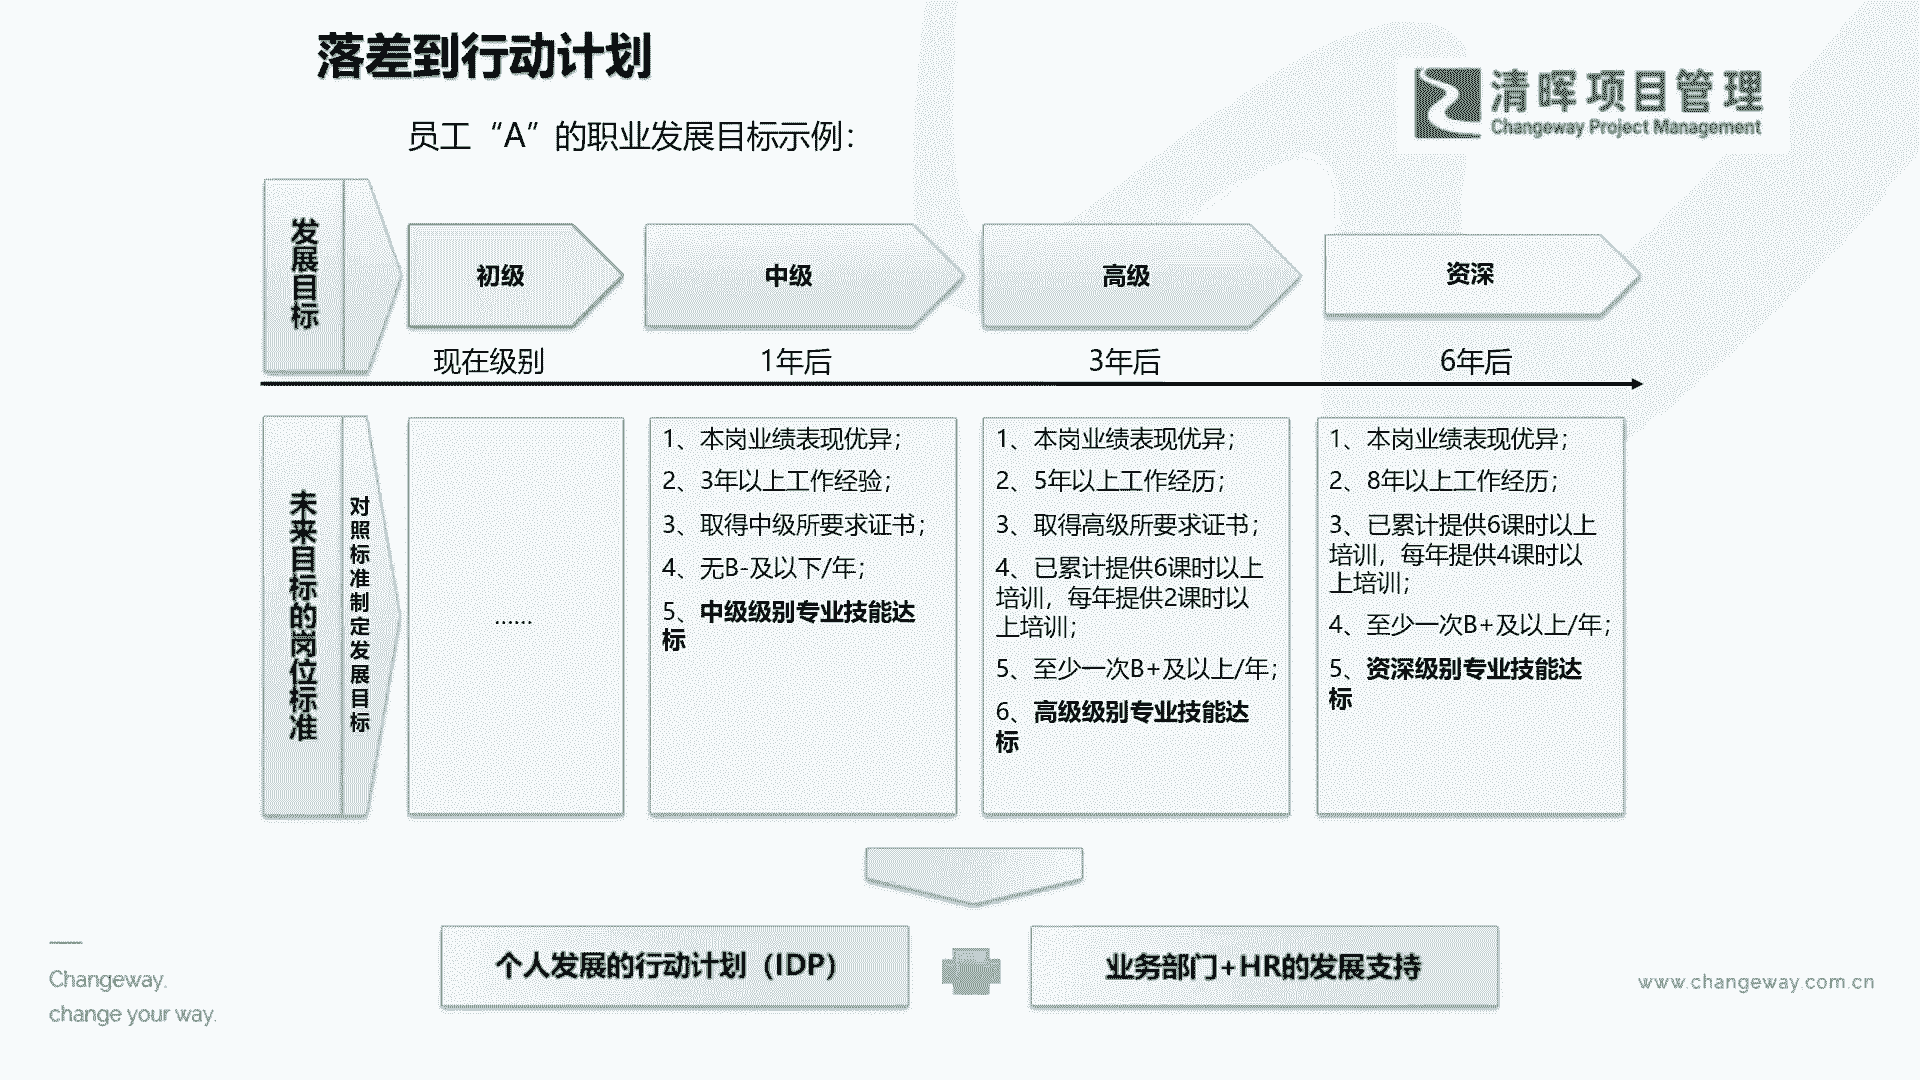 落差到行动计划
清晖项目管理
Changeway Project Management
员工“A”的职业发展目标示例：
发展目标
初级
中级
高级
资深
现在级别
1年后
3年后
6年后
未来目标的岗位标准
对照标准制定发展目标
……
1、本岗业绩表现优异；
2、3年以上工作经验；
3、取得中级所要求证书；
4、无B-及以下/年；
5、中级级别专业技能达
标
1、本岗业绩表现优异；
2、5年以上工作经历；
3、取得高级所要求证书；
4、已累计提供6课时以上
培训，每年提供2课时以
上培训；
5、至少一次B+及以上/年；
6、高级级别专业技能达
标
1、本岗业绩表现优异；
2、8年以上工作经历；
3、已累计提供6课时以上
培训，每年提供4课时以
上培训；
4、至少一次B+及以上/年；
5、资深级别专业技能达
标
个人发展的行动计划（IDP）
业务部门+HR的发展支持
Changeway.
change your way.
www.changeway.com.cn